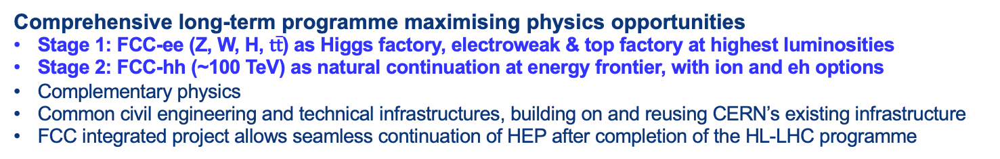 Comprehensive long-term programme maximising physics opportunities
• Stage 1: FCC-ee (Z, W, H, tt̅) as Higgs factory, electroweak & top factory at highest luminosities
• Stage 2: FCC-hh (~100 TeV) as natural continuation at energy frontier, with ion and eh options
• Complementary physics
• Common civil engineering and technical infrastructures, building on and reusing CERN’s existing infrastructure
• FCC integrated project allows seamless continuation of HEP after completion of the HL-LHC programme